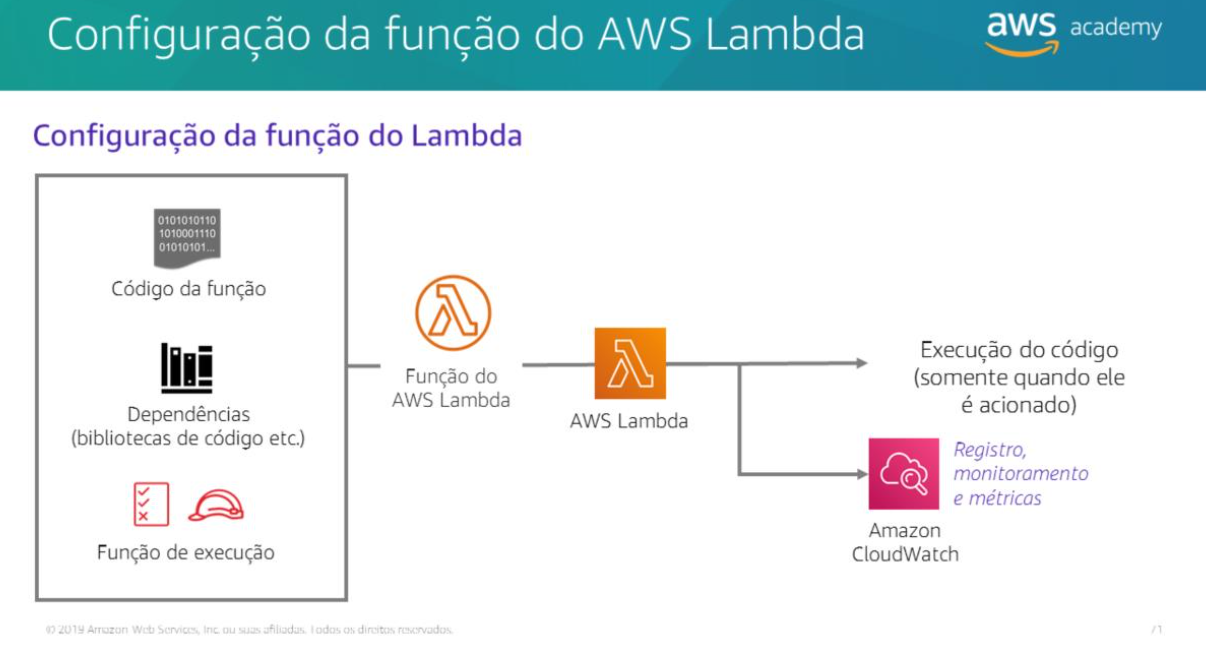 Configuração da função do AWS Lambda
aws academy
Configuração da função do Lambda
0101010110
1010001110
01010101...
Código da função
Dependências
(bibliotecas de código etc.)
Função de execução
Função do
AWS Lambda
AWS Lambda
Execução do código
(somente quando ele
é acionado)
Registro,
monitoramento
e métricas
Amazon
CloudWatch
© 2019 Amazon Web Services, Inc. ou suas afiliadas. Todos os direitos reservados.